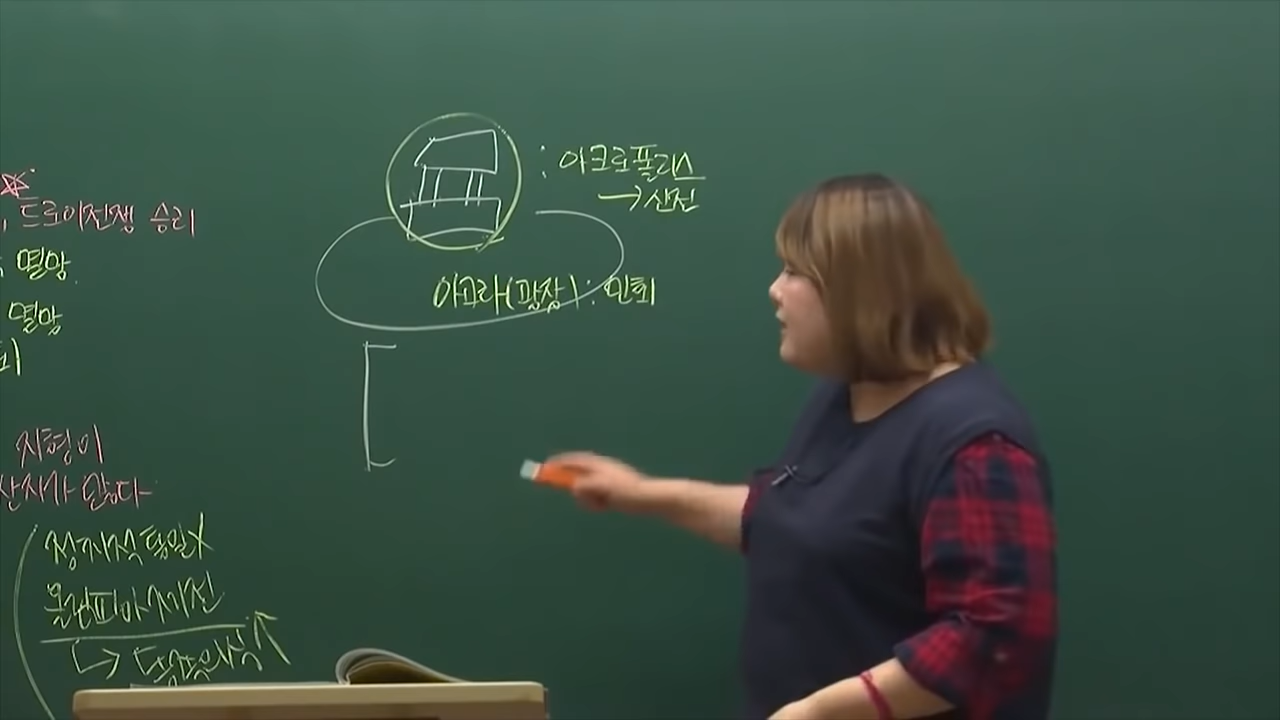 : 아크로폴리스
→ 신전
아고라(광장) : 민회
, 트로이전쟁 승리
: 멸망
멸망
회
지형이
산지가 많다
정치적 통일X
올림피아 제전
↳ 동족의식↑